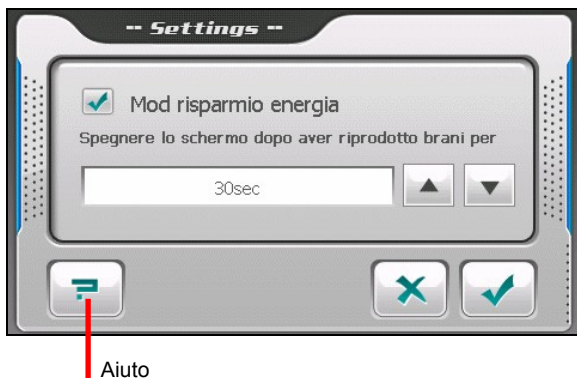 -- Settings --
Mod risparmio energia
Spegnere lo schermo dopo aver riprodotto brani per
30sec
?
Aiuto